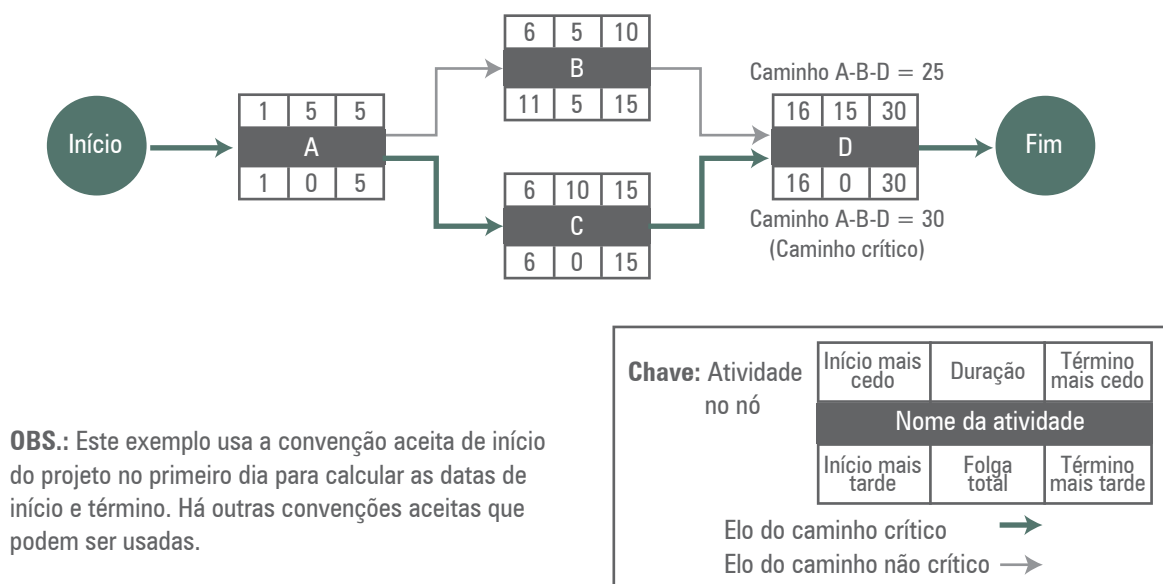 6 5 10
B
11 5 15
Caminho A-B-D = 25
Início
1 5 5
A
1 0 5
16 15 30
D
16 0 30
Fim
6 10 15
C
6 0 15
Caminho A-B-D = 30
(Caminho crítico)
Chave: Atividade
no nó
Início mais
cedo
Duração
Término
mais cedo
Nome da atividade
Início mais
tarde
Folga
total
Término
mais tarde
Elo do caminho crítico
Elo do caminho não crítico
OBS.: Este exemplo usa a convenção aceita de início
do projeto no primeiro dia para calcular as datas de
início e término. Há outras convenções aceitas que
podem ser usadas.